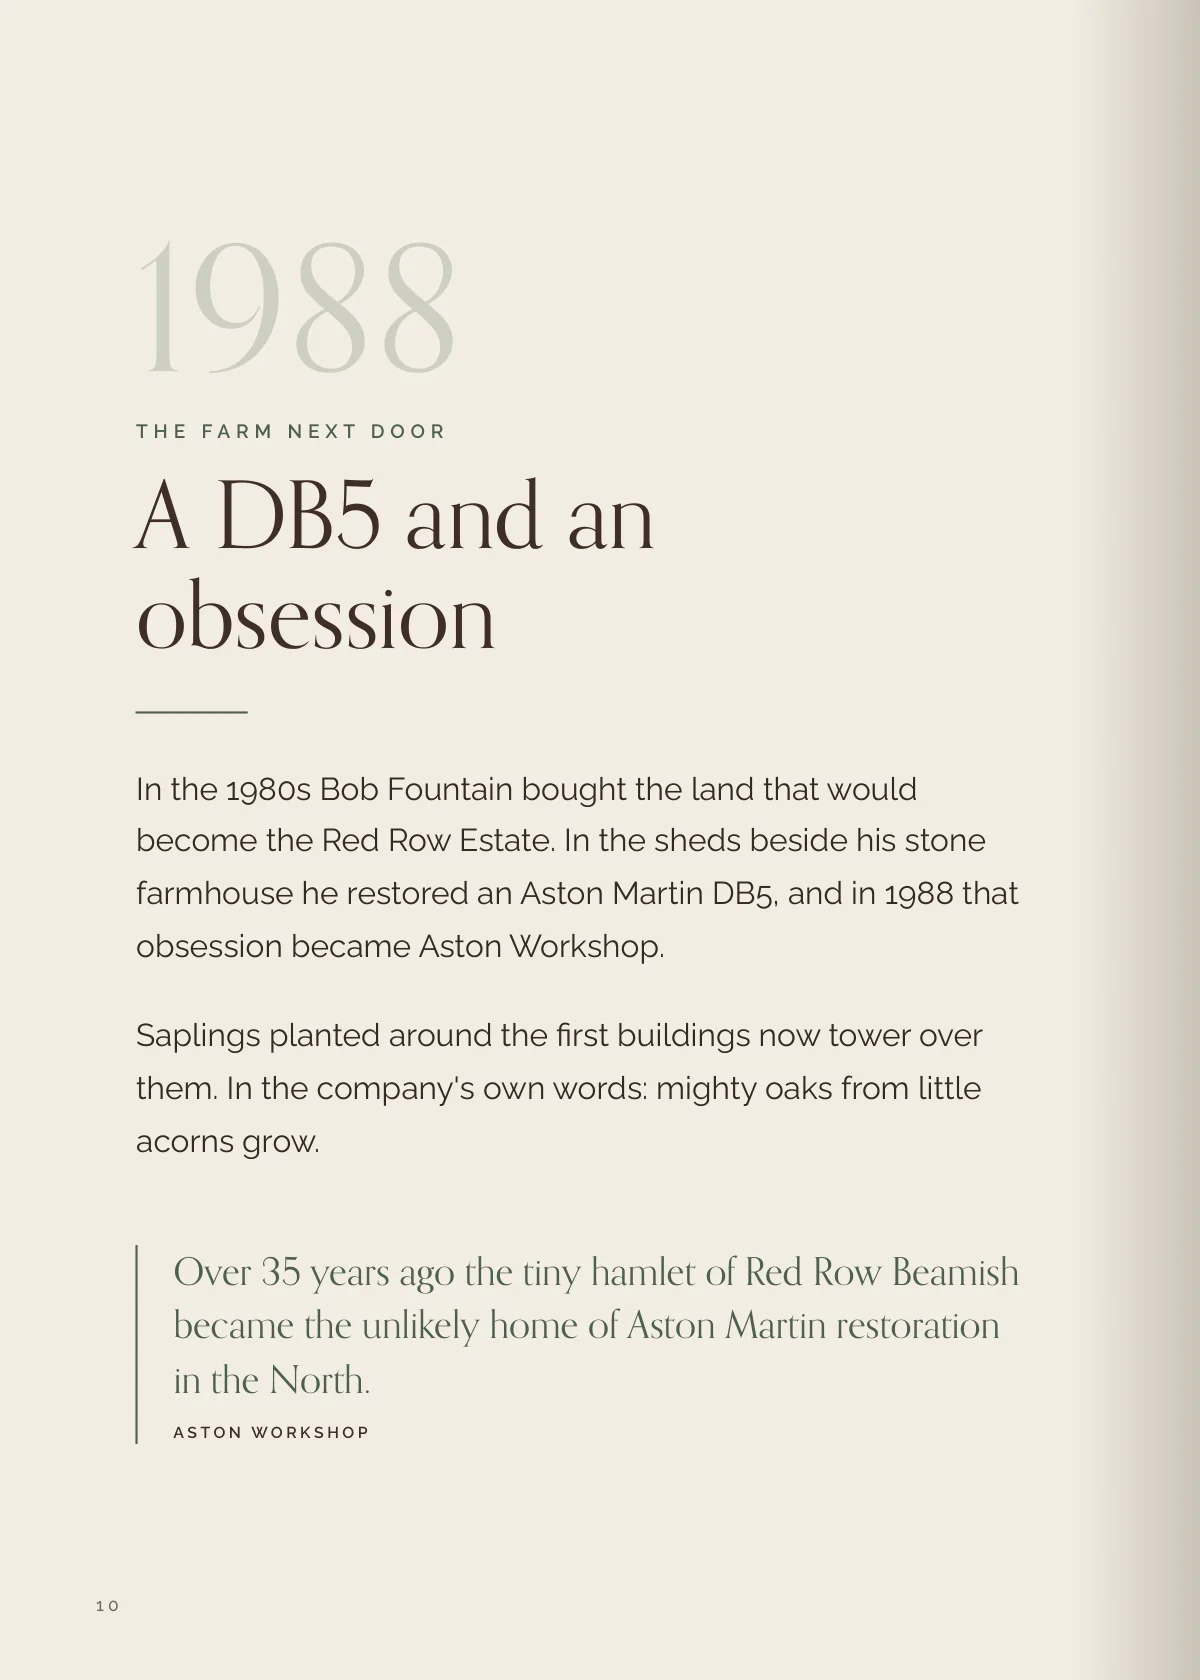 1988
THE FARM NEXT DOOR
A DB5 and an
obsession
In the 1980s Bob Fountain bought the land that would
become the Red Row Estate. In the sheds beside his stone
farmhouse he restored an Aston Martin DB5, and in 1988 that
obsession became Aston Workshop.
Saplings planted around the first buildings now tower over
them. In the company's own words: mighty oaks from little
acorns grow.
Over 35 years ago the tiny hamlet of Red Row Beamish
became the unlikely home of Aston Martin restoration
in the North.
ASTON WORKSHOP
10